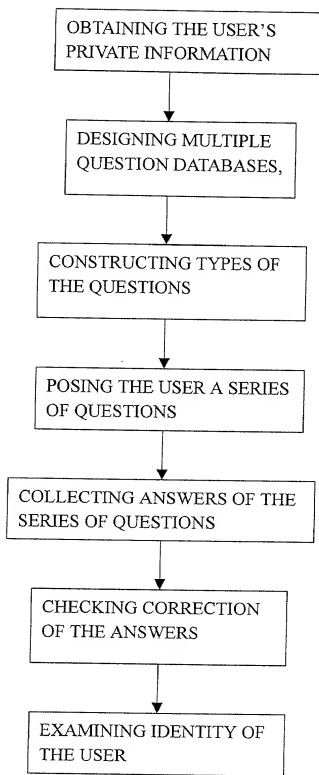 OBTAINING THE USER'S
PRIVATE INFORMATION
DESIGNING MULTIPLE
QUESTION DATABASES,
CONSTRUCTING TYPES OF
THE QUESTIONS
POSING THE USER A SERIES
OF QUESTIONS
COLLECTING ANSWERS OF THE
SERIES OF QUESTIONS
CHECKING CORRECTION
OF THE ANSWERS
EXAMINING IDENTITY OF
THE USER